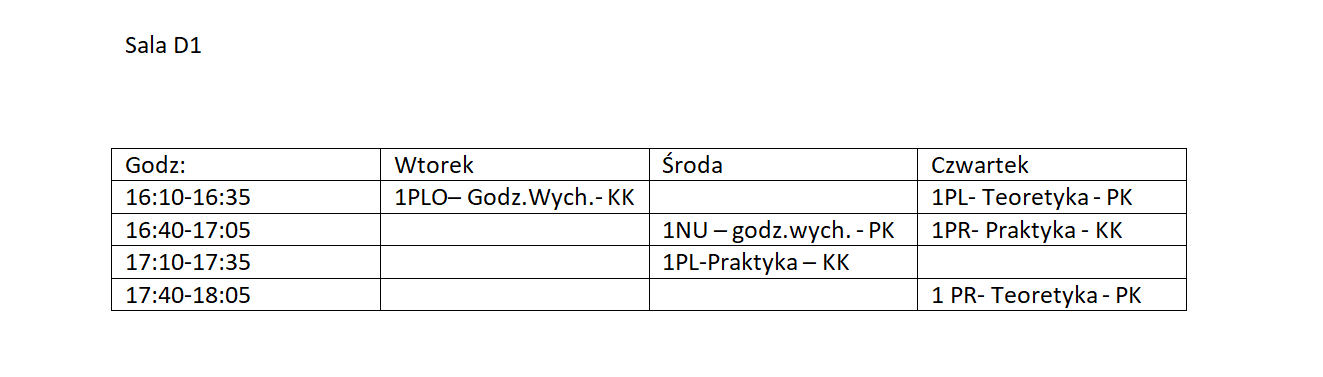 Sala D1
Godz: Wtorek Środa Czwartek
16:10-16:35 1PLO– Godz.Wych.- KK 1PL- Teoretyka - PK
16:40-17:05 1NU – godz.wych. - PK 1PR- Praktyka - KK
17:10-17:35 1PL-Praktyka – KK
17:40-18:05 1 PR- Teoretyka - PK